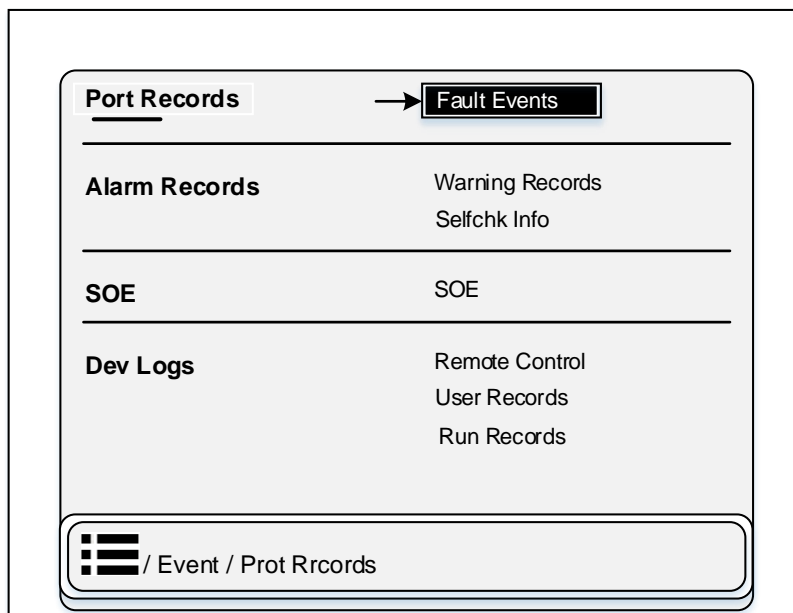 Port Records Fault Events
Alarm Records Warning Records
Selfchk Info
SOE SOE
Dev Logs Remote Control
User Records
Run Records
/ Event / Prot Rrcords